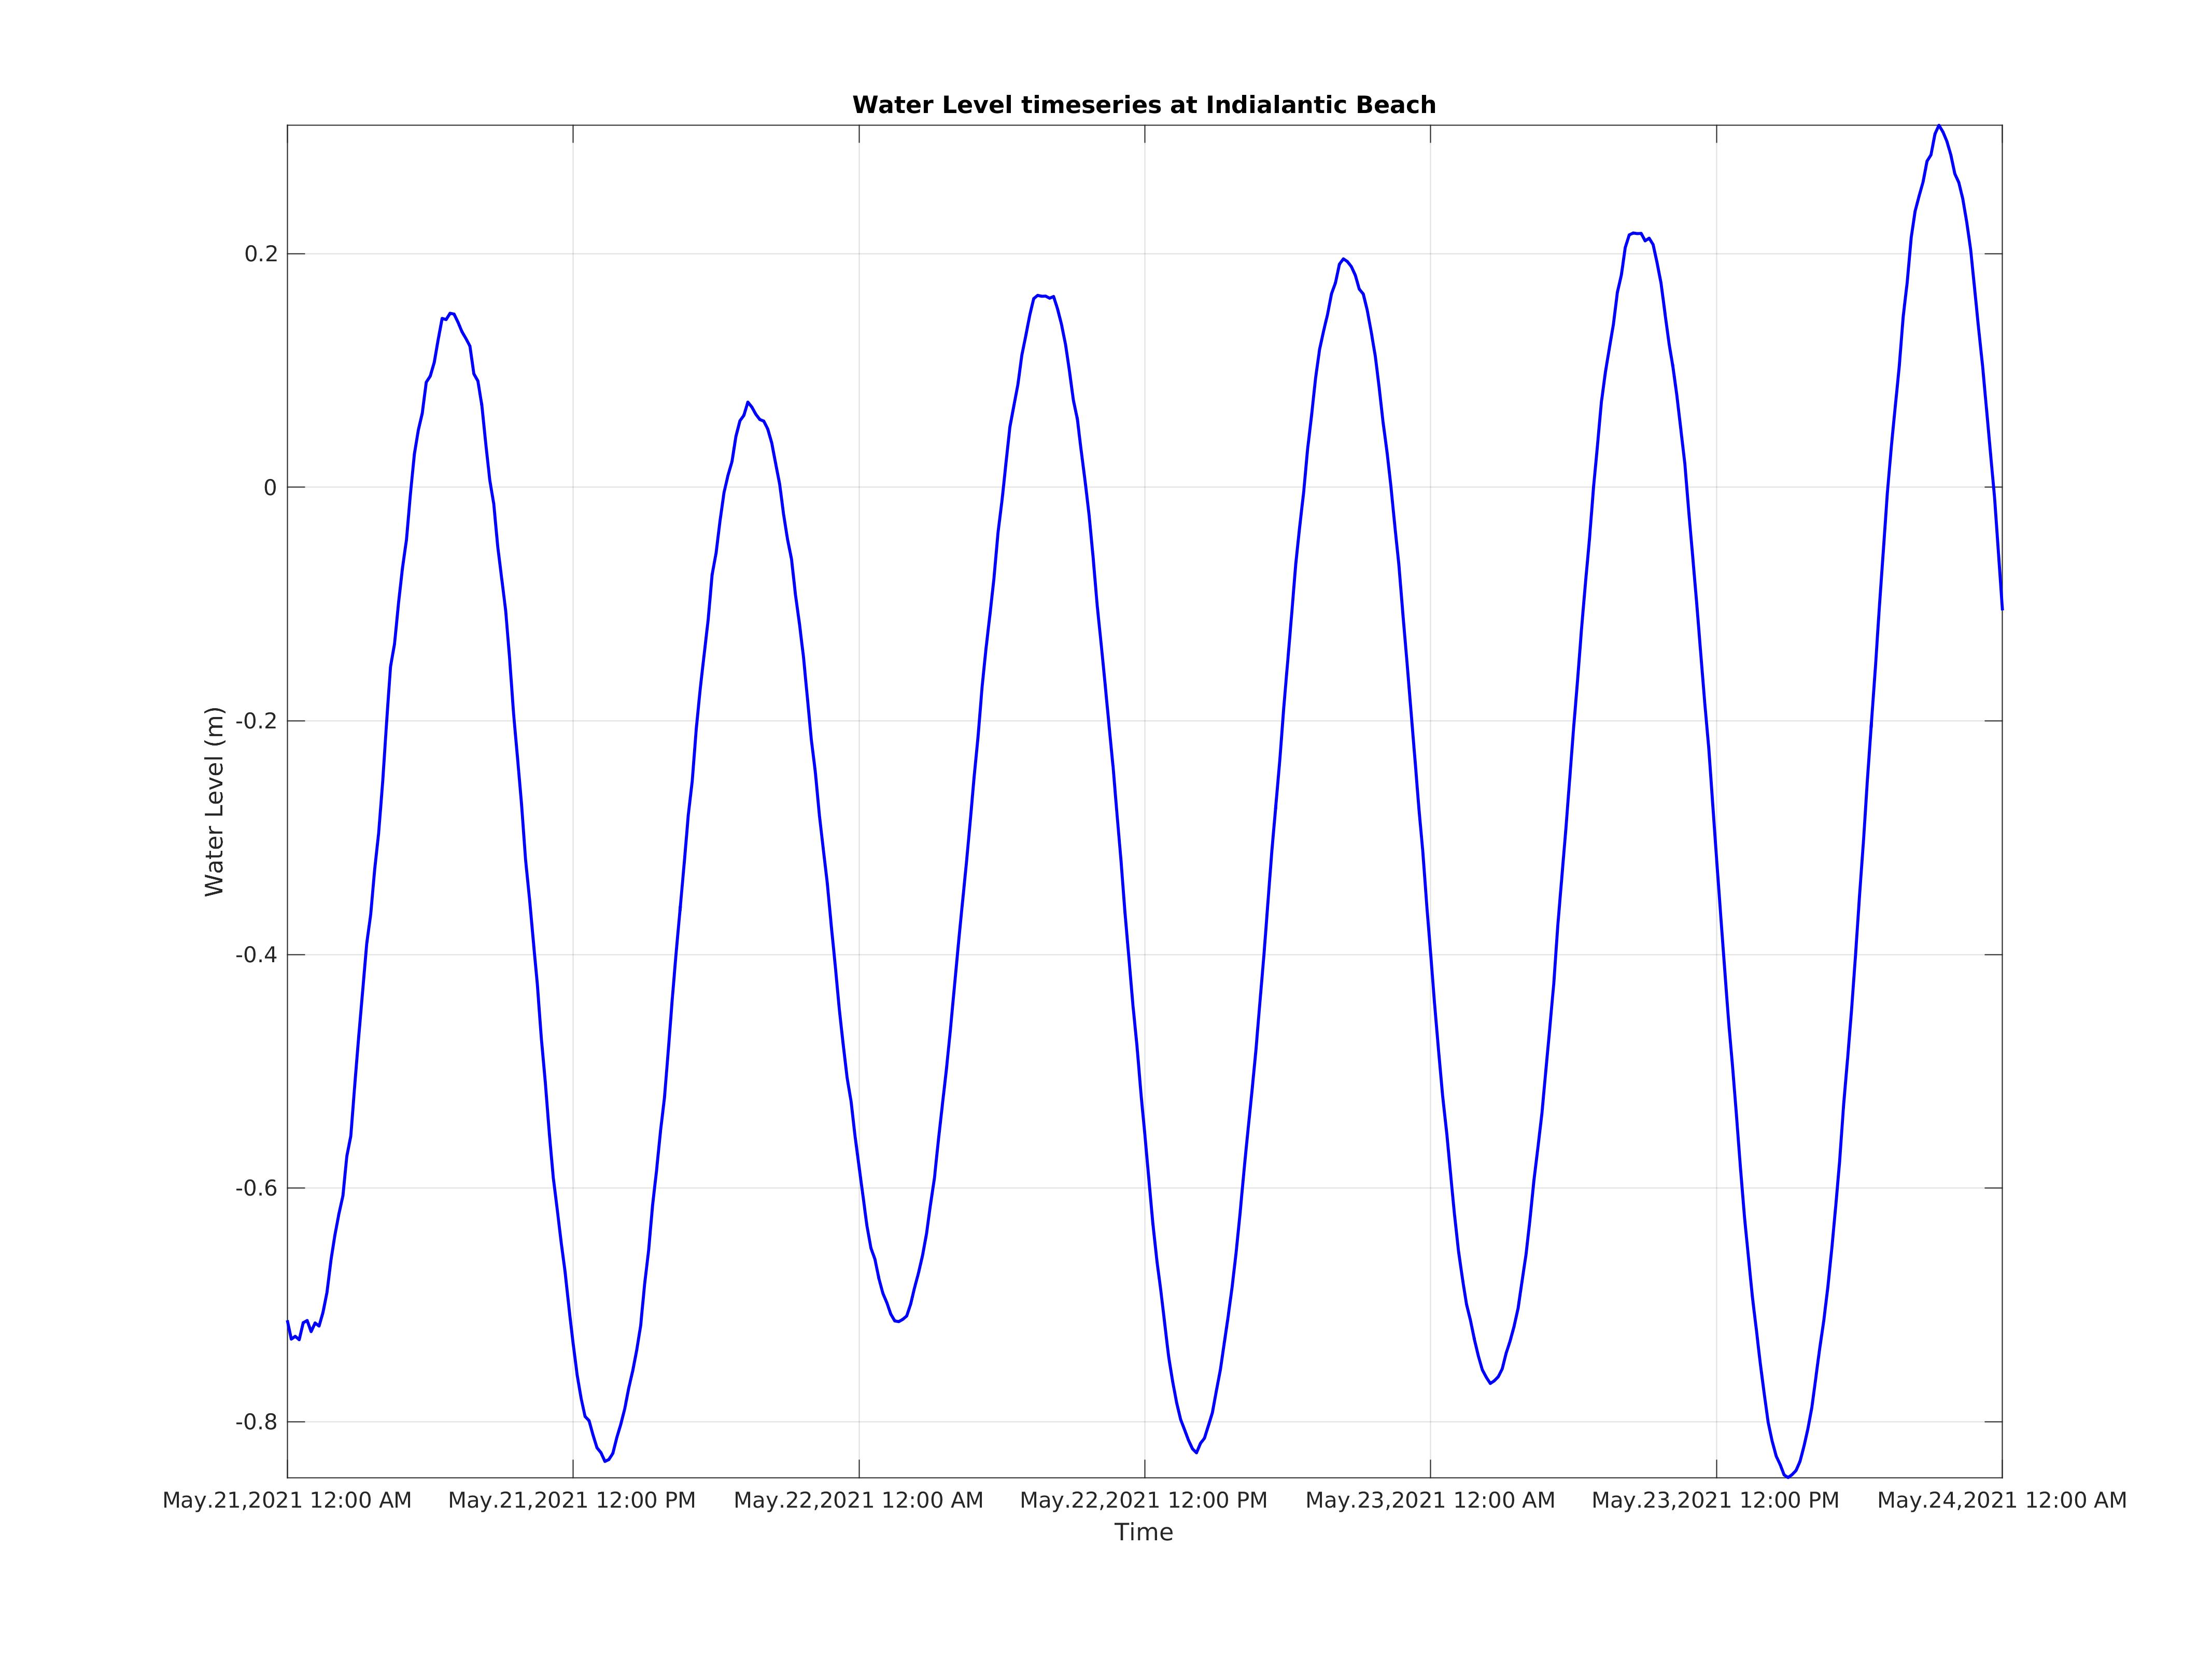 Water Level timeseries at Indialantic Beach
0.2
0
-0.2
-0.4
-0.6
-0.8
Water Level (m)
May.21,2021 12:00 AM May.21,2021 12:00 PM May.22,2021 12:00 AM May.22,2021 12:00 PM May.23,2021 12:00 AM May.23,2021 12:00 PM May.24,2021 12:00 AM
Time